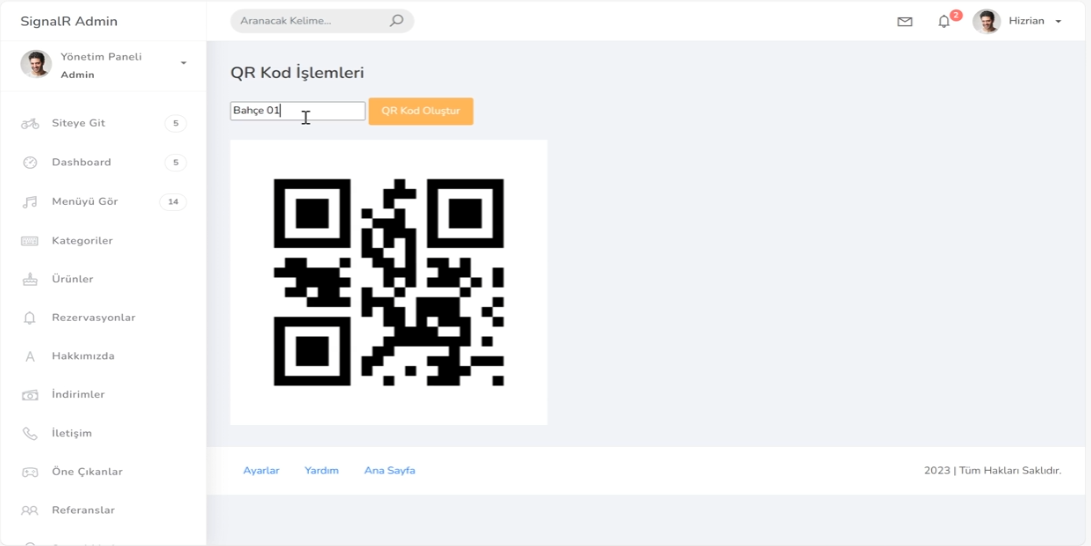 SignalR Admin
Aranacak Kelime...
2
Hizrian
Yönetim Paneli
Admin
Siteye Git 5
Dashboard 5
Menüyü Gör 14
Kategoriler
Ürünler
Rezervasyonlar
A Hakkımızda
İndirimler
İletişim
Öne Çıkanlar
Referanslar
QR Kod İşlemleri
Bahçe 01 QR Kod Oluştur
Ayarlar Yardım Ana Sayfa
2023 | Tüm Hakları Saklıdır.